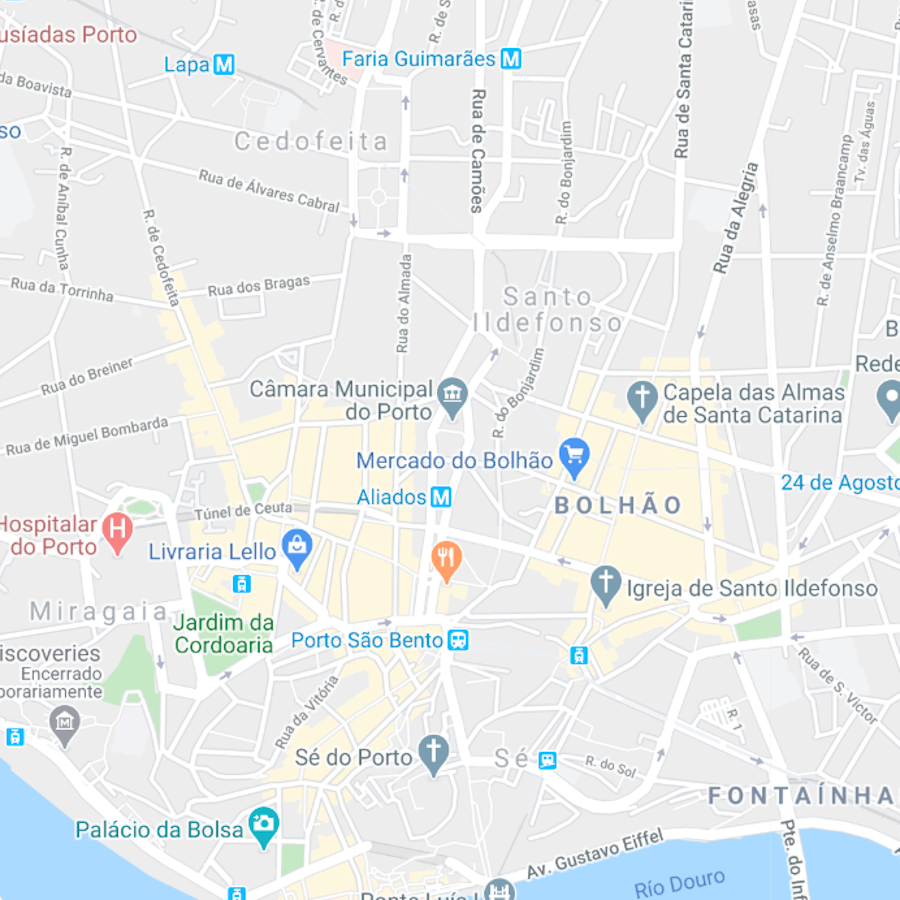 usíadas Porto
Lapa
Faria Guimarães
R. de Cervantes
Rua de Camões
R. do Bonjardim
Rua de Santa Catari
Tv. das Águas
R. de Anselmo Braancamp
da Boavista
so
Cedofeita
R. de Aníbal Cunha
Rua de Álvares Cabral
R. de Cedofeita
Rua da Alegria
Rua da Torrinha
Rua dos Bragas
Rua do Almada
Santo
Ildefonso
Rua do Breiner
R. do Bonjardim
Câmara Municipal
do Porto
Capela das Almas
de Santa Catarina
Rede
Rua de Miguel Bombarda
Mercado do Bolhão
Aliados
BOLHÃO
24 de Agosto
Túnel de Ceuta
Hospitalar
do Porto
Livraria Lello
Igreja de Santo Ildefonso
Miragaia
Jardim da
Cordoaria
Porto São Bento
iscoveries
Encerrado
porariamente
Rua da Vitória
Rua de S. Victor
R. 1
Sé do Porto
Sé
R. do Sol
FONTAÍNHA
Palácio da Bolsa
Av. Gustavo Eiffel
Pte. do Inf
Río Douro
Ponte Luís I